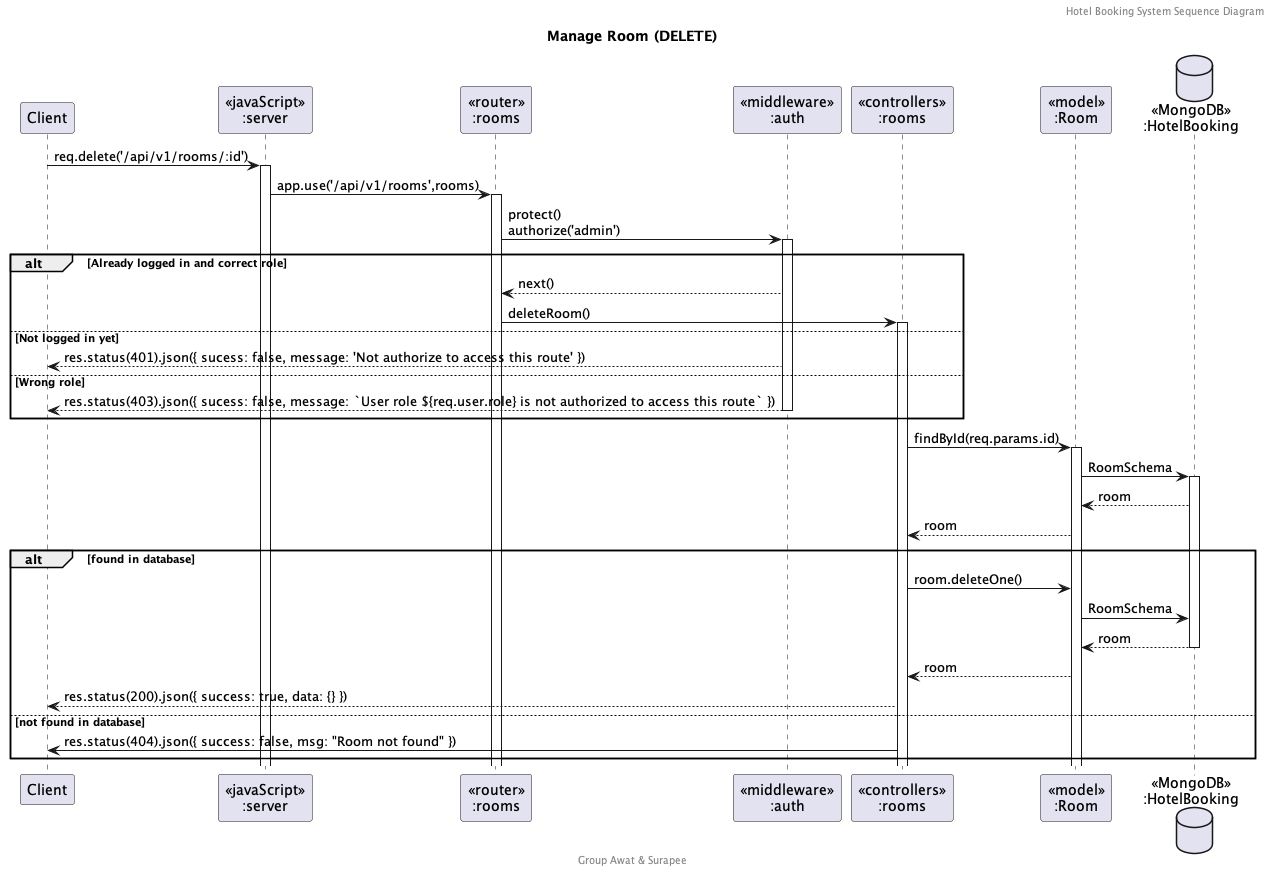 Hotel Booking System Sequence Diagram
Manage Room (DELETE)
Client
«javaScript»
:server
«router»
:rooms
«middleware»
:auth
«controllers»
:rooms
«model»
:Room
«MongoDB»
:HotelBooking
req.delete('/api/v1/rooms/:id')
app.use('/api/v1/rooms',rooms)
protect()
authorize('admin')
alt [Already logged in and correct role]
next()
deleteRoom()
[Not logged in yet]
res.status(401).json({ sucess: false, message: 'Not authorize to access this route' })
[Wrong role]
res.status(403).json({ sucess: false, message: `User role ${req.user.role} is not authorized to access this route` })
findById(req.params.id)
RoomSchema
room
room
alt [found in database]
room.deleteOne()
RoomSchema
room
room
res.status(200).json({ success: true, data: {} })
[not found in database]
res.status(404).json({ success: false, msg: "Room not found" })
Client
«javaScript»
:server
«router»
:rooms
«middleware»
:auth
«controllers»
:rooms
«model»
:Room
«MongoDB»
:HotelBooking
Group Awat & Surapee